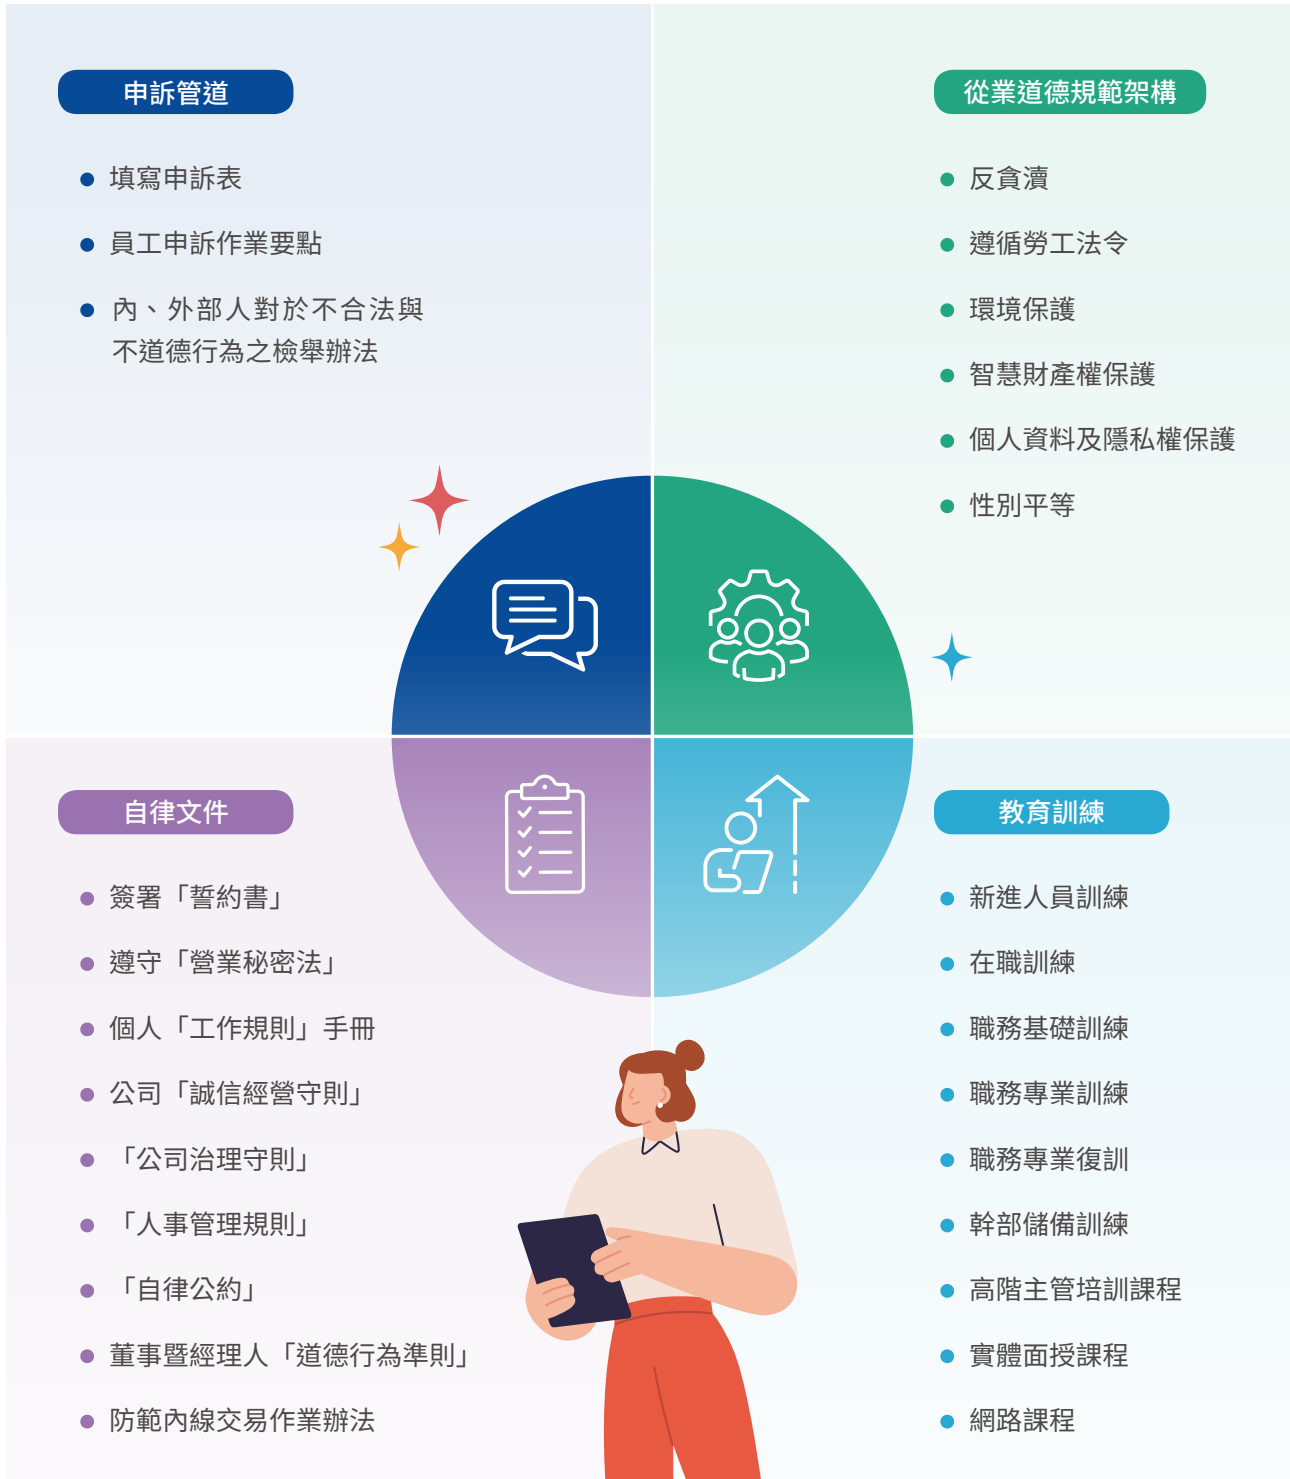 申訴管道
填寫申訴表
員工申訴作業要點
內、外部人對於不合法與
不道德行為之檢舉辦法
從業道德規範架構
反貪瀆
遵循勞工法令
環境保護
智慧財產權保護
個人資料及隱私權保護
性別平等
自律文件
簽署「誓約書」
遵守「營業秘密法」
個人「工作規則」手冊
公司「誠信經營守則」
「公司治理守則」
「人事管理規則」
「自律公約」
董事暨經理人「道德行為準則」
防範內線交易作業辦法
教育訓練
新進人員訓練
在職訓練
職務基礎訓練
職務專業訓練
職務專業復訓
幹部儲備訓練
高階主管培訓課程
實體面授課程
網路課程